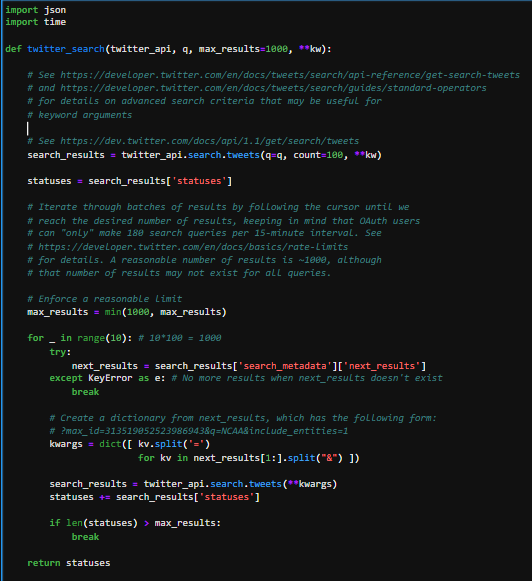 import json
import time
def twitter_search(twitter_api, q, max_results=1000, **kw):
# See https://developer.twitter.com/en/docs/tweets/search/api-reference/get-search-tweets
# and https://developer.twitter.com/en/docs/tweets/search/guides/standard-operators
# for details on advanced search criteria that may be useful for
# keyword arguments
# See https://dev.twitter.com/docs/api/1.1/get/search/tweets
search_results = twitter_api.search.tweets(q=q, count=100, **kw)
statuses = search_results['statuses']
# Iterate through batches of results by following the cursor until we
# reach the desired number of results, keeping in mind that OAuth users
# can "only" make 180 search queries per 15-minute interval. See
# https://developer.twitter.com/en/docs/basics/rate-limits
# for details. A reasonable number of results is ~1000, although
# that number of results may not exist for all queries.
# Enforce a reasonable limit
max_results = min(1000, max_results)
for _ in range(10): # 10*100 = 1000
try:
next_results = search_results['search_metadata']['next_results']
except KeyError as e: # No more results when next_results doesn't exist
break
# Create a dictionary from next_results, which has the following form:
# ?max_id=313519052523986943&q=NCAA&include_entities=1
kwargs = dict([ kv.split('=')
for kv in next_results[1:].split("&") ])
search_results = twitter_api.search.tweets(**kwargs)
statuses += search_results['statuses']
if len(statuses) > max_results:
break
return statuses